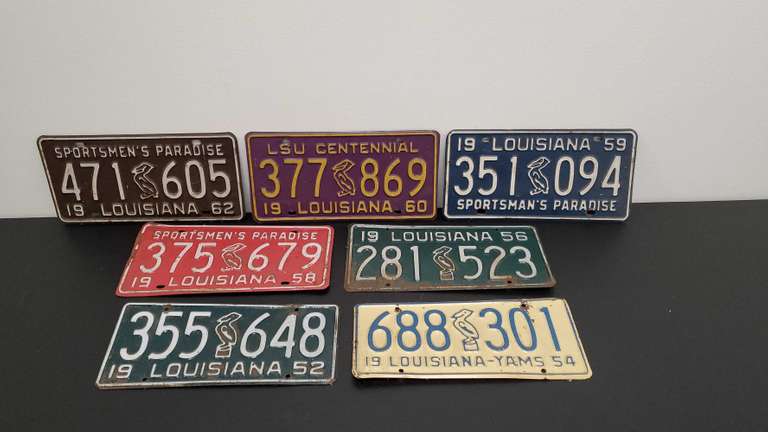 SPORTSMEN'S PARADISE
471 605
19 LOUISIANA 62
LSU CENTENNIAL
377 869
19 LOUISIANA 60
19 LOUISIANA 59
351 094
SPORTSMAN'S PARADISE
SPORTSMEN'S PARADISE
375 679
19 LOUISIANA 58
19 LOUISIANA 56
281 523
355 648
19 LOUISIANA 52
688 301
19 LOUISIANA-YAMS 54